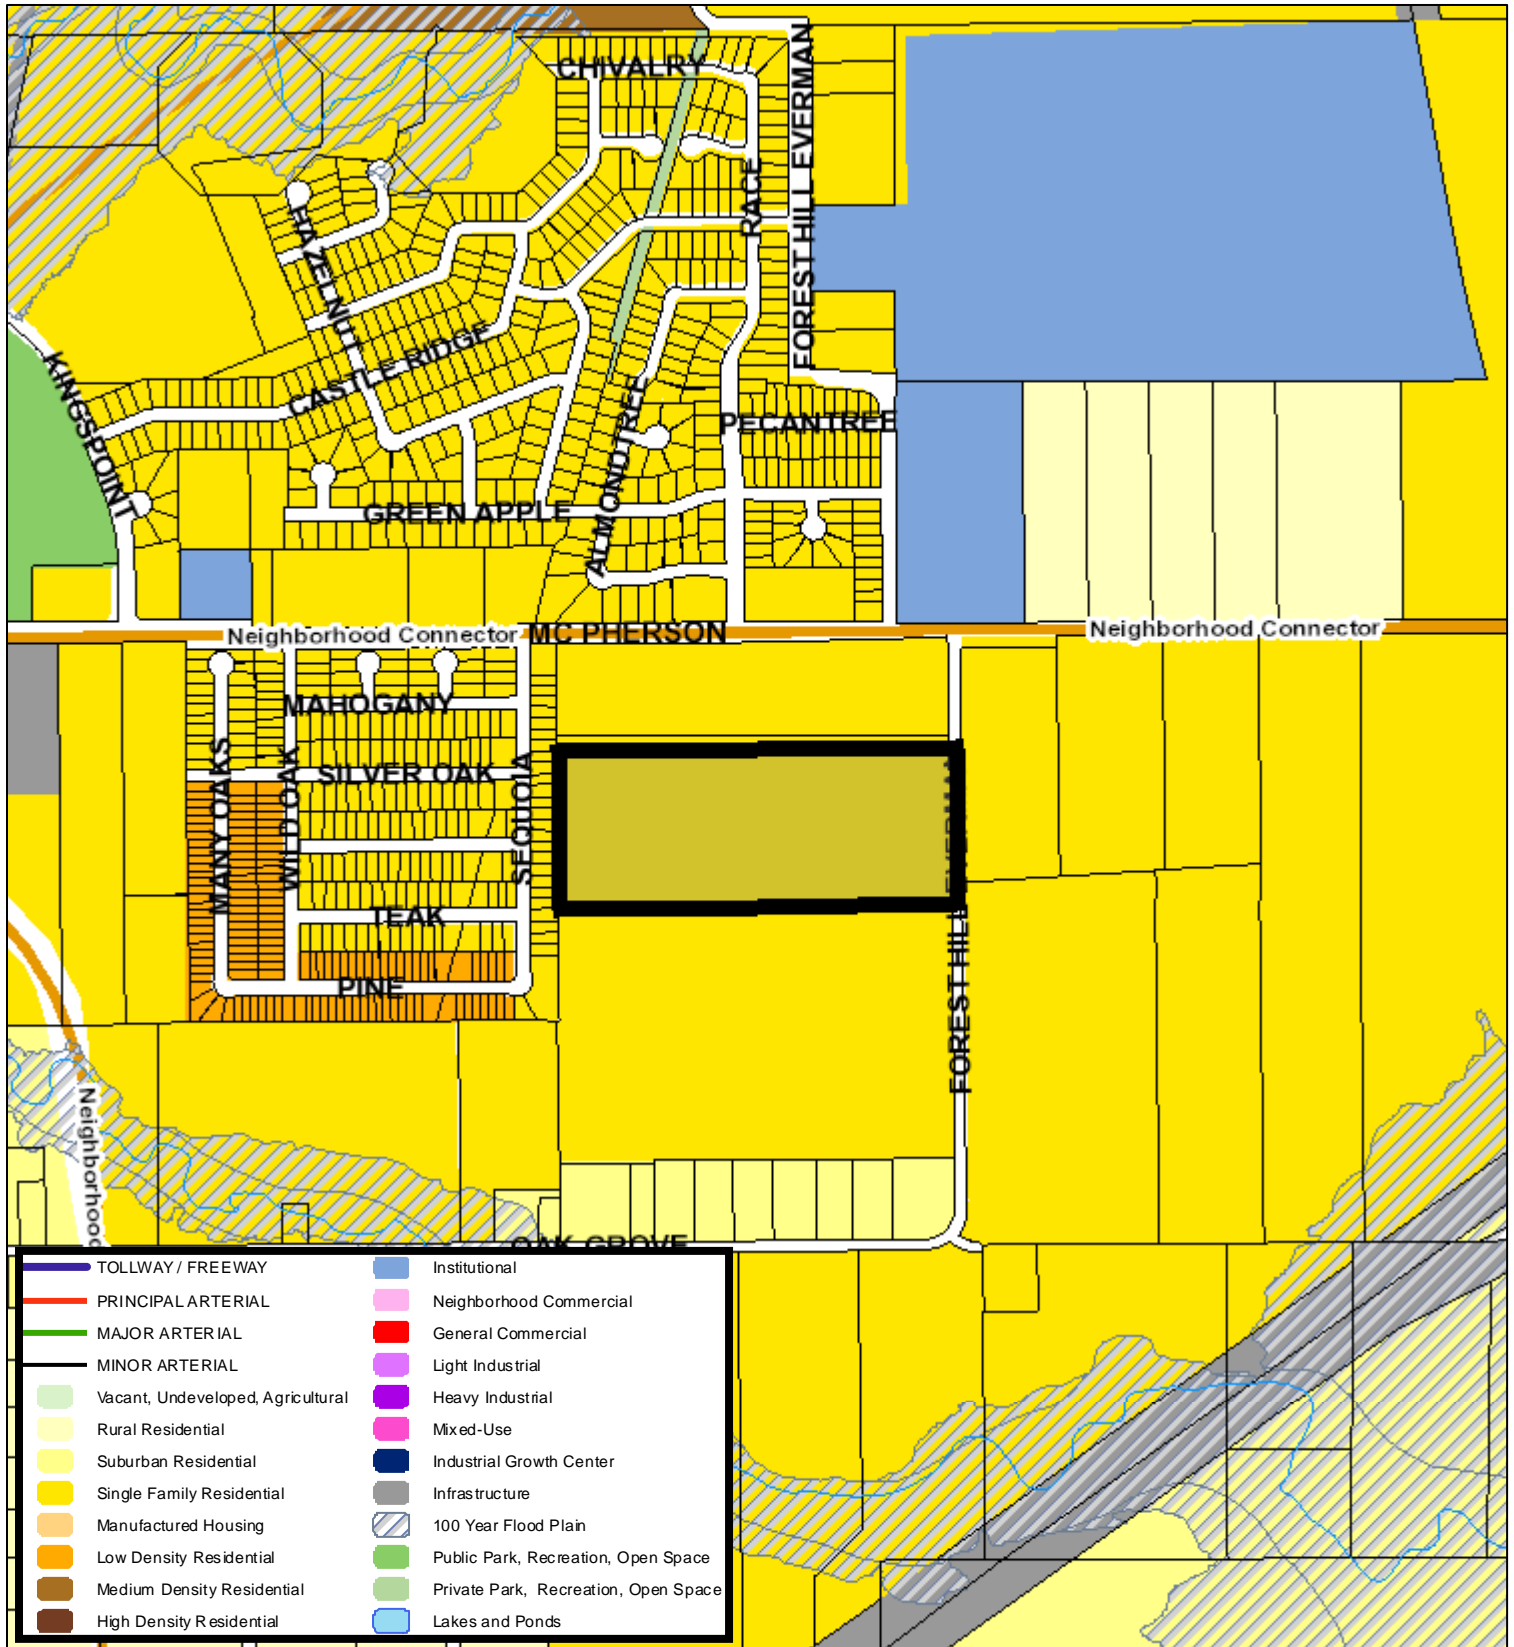 CHIVALRY
FOREST HILL EVERMAN
RACE
HAZELNUT
CASTLE RIDGE
KINGSPOINT
ALMONDTREE
PECANTREE
GREEN APPLE
Neighborhood Connector
MC PHERSON
Neighborhood Connector
MAHOGANY
MANY OAKS
WILD OAK
SILVER OAK
SEQUOIA
TEAK
PINE
FOREST HILL EVERMAN
Neighborhood
OAK GROVE
TOLLWAY / FREEWAY
PRINCIPAL ARTERIAL
MAJOR ARTERIAL
MINOR ARTERIAL
Vacant, Undeveloped, Agricultural
Rural Residential
Suburban Residential
Single Family Residential
Manufactured Housing
Low Density Residential
Medium Density Residential
High Density Residential
Institutional
Neighborhood Commercial
General Commercial
Light Industrial
Heavy Industrial
Mixed-Use
Industrial Growth Center
Infrastructure
100 Year Flood Plain
Public Park, Recreation, Open Space
Private Park, Recreation, Open Space
Lakes and Ponds